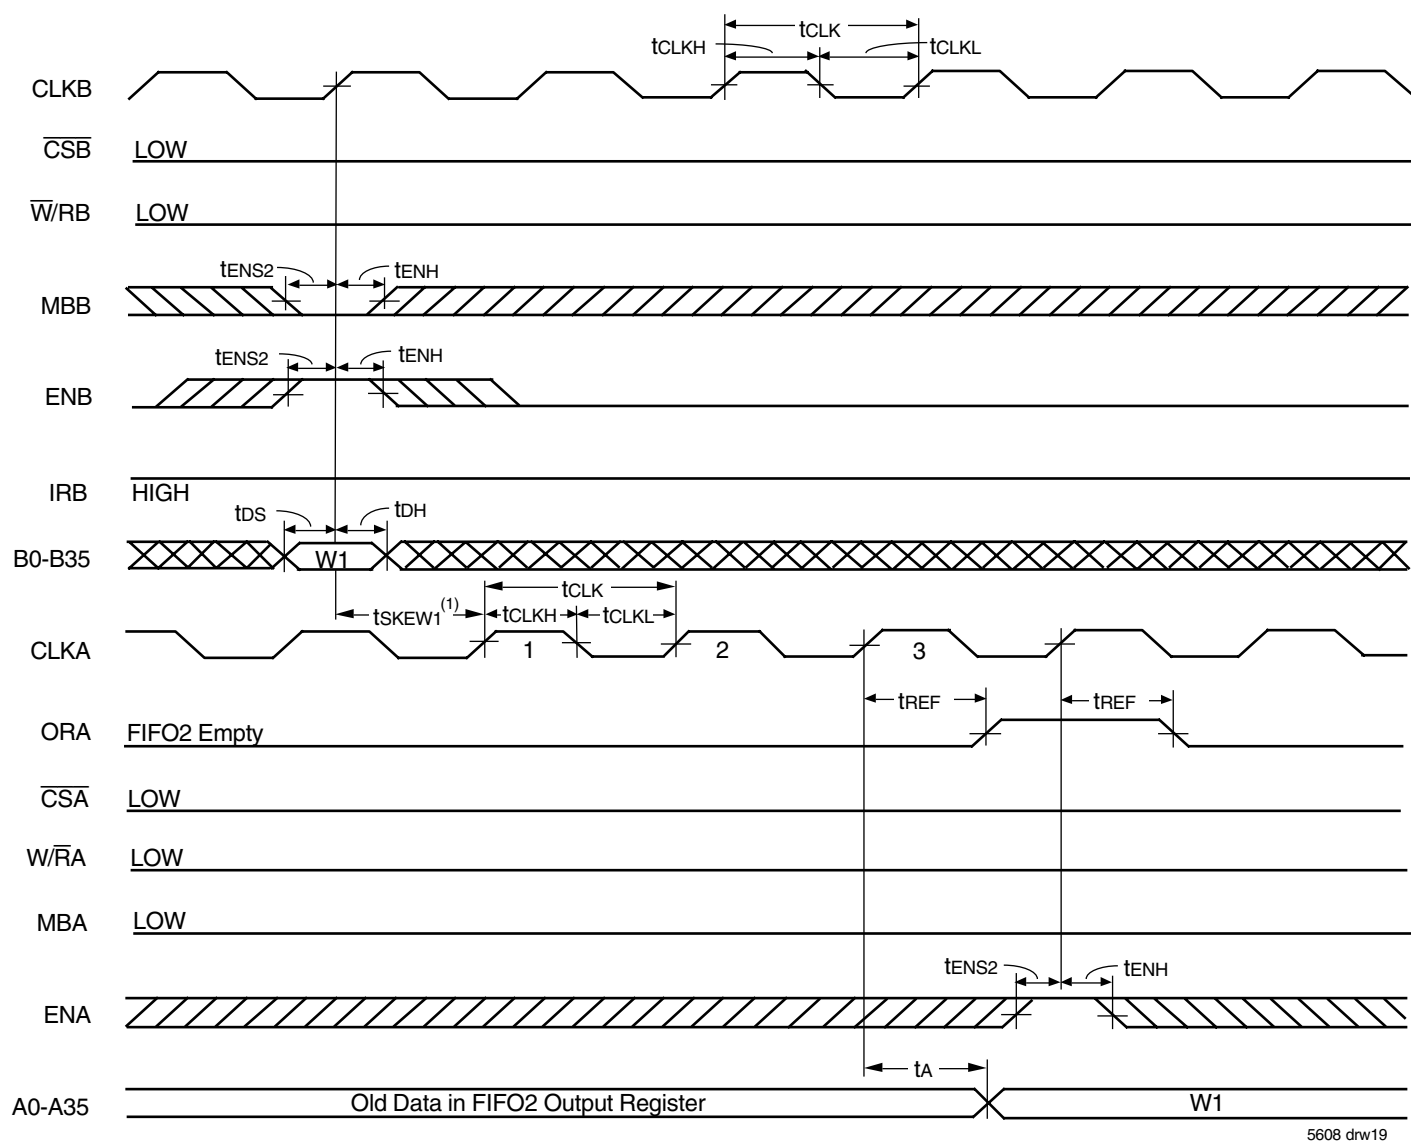 tCLK
tCLKH
tCLKL
CLKB
CSB
LOW
W/RB
LOW
tENS2
tENH
MBB
tENS2
tENH
ENB
IRB
HIGH
tDS
tDH
B0-B35
W1
tCLK
tSKEW1(1)
tCLKH
tCLKL
CLKA
1
2
3
tREF
tREF
ORA
FIFO2 Empty
CSA
LOW
W/RA
LOW
MBA
LOW
tENS2
tENH
ENA
tA
A0-A35
Old Data in FIFO2 Output Register
W1
5608 drw19